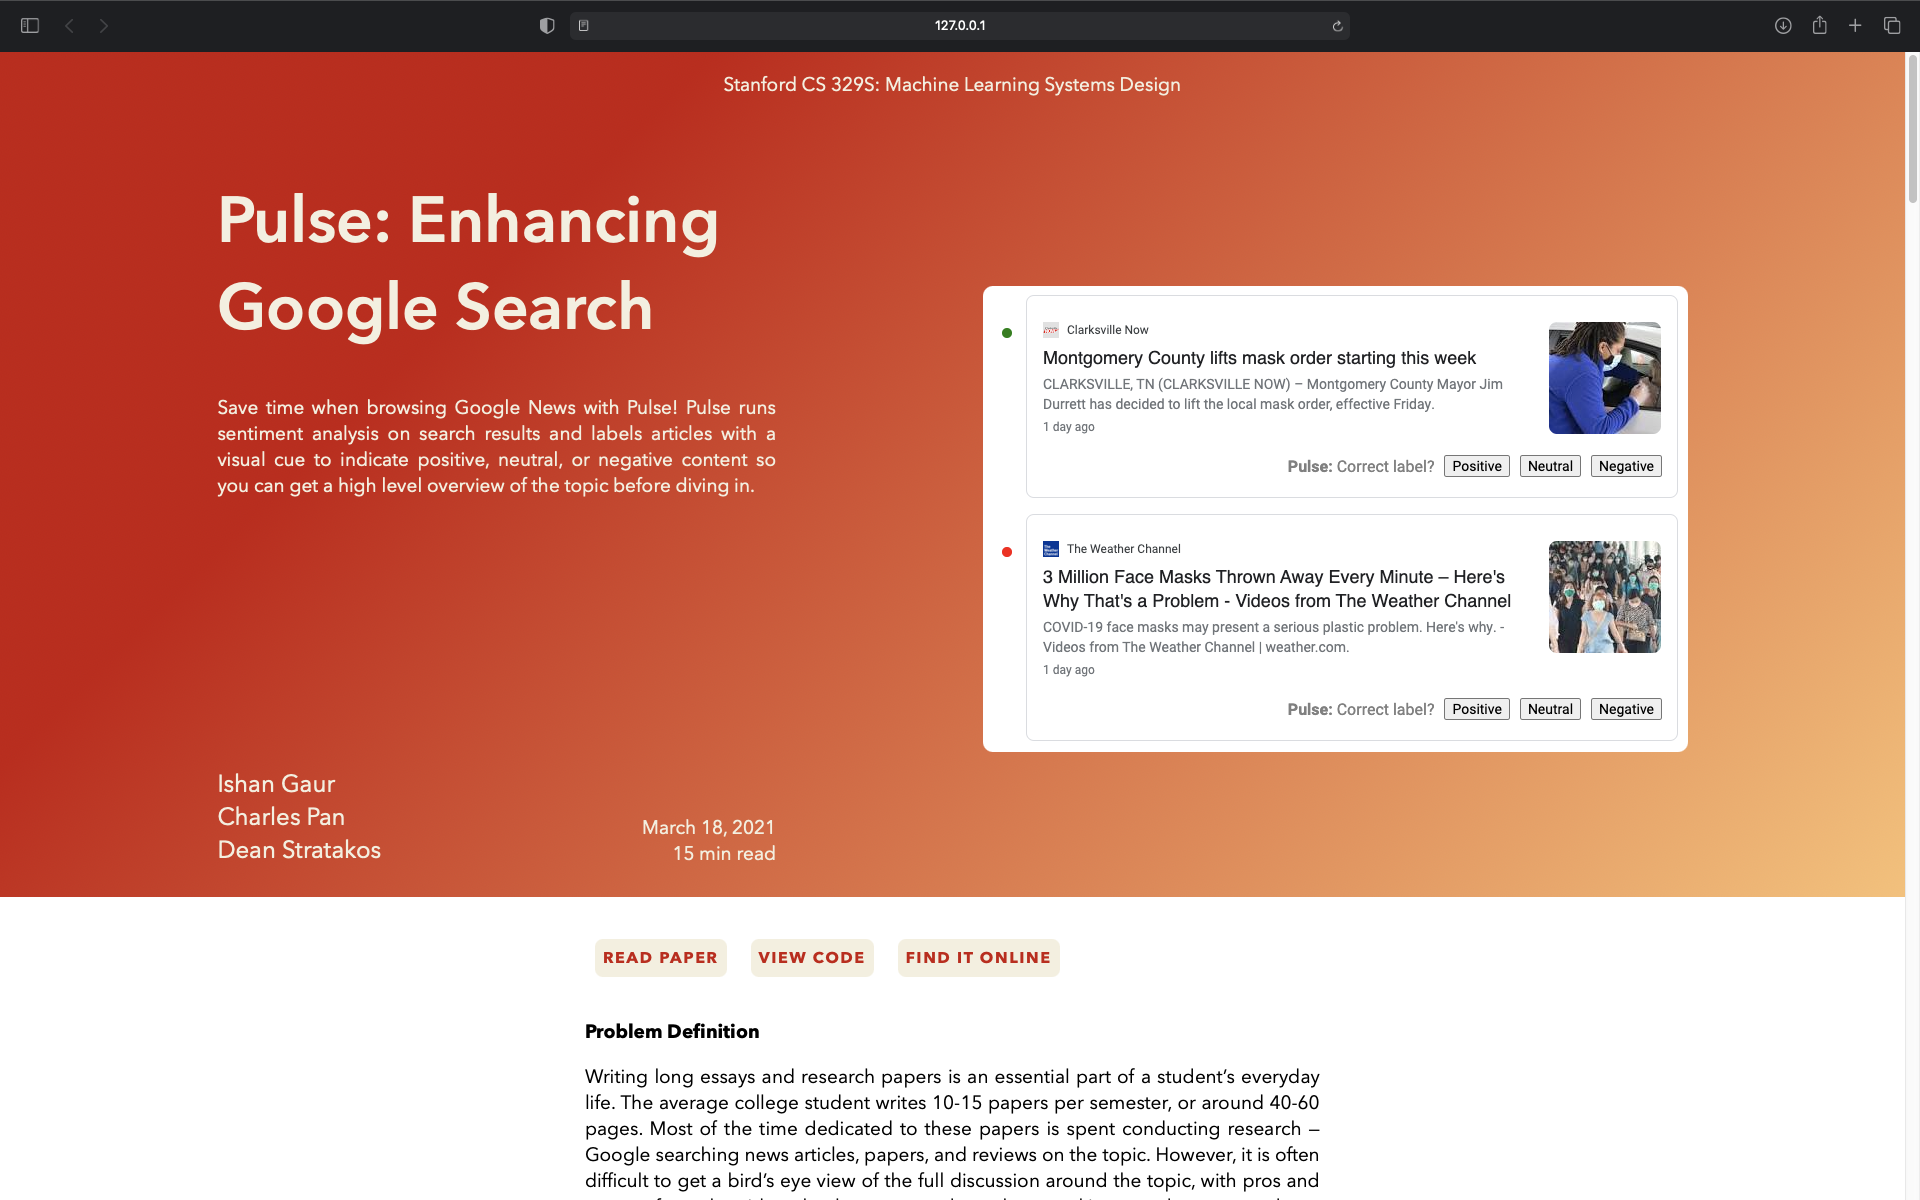 127.0.0.1
Stanford CS 329S: Machine Learning Systems Design
Pulse: Enhancing
Google Search
Save time when browsing Google News with Pulse! Pulse runs
sentiment analysis on search results and labels articles with a
visual cue to indicate positive, neutral, or negative content so
you can get a high level overview of the topic before diving in.
Ishan Gaur
Charles Pan
Dean Stratakos
March 18, 2021
15 min read
Clarksville Now
Montgomery County lifts mask order starting this week
CLARKSVILLE, TN (CLARKSVILLE NOW) – Montgomery County Mayor Jim
Durrett has decided to lift the local mask order, effective Friday.
1 day ago
Pulse: Correct label? Positive Neutral Negative
The Weather Channel
3 Million Face Masks Thrown Away Every Minute – Here's
Why That's a Problem - Videos from The Weather Channel
COVID-19 face masks may present a serious plastic problem. Here's why. -
Videos from The Weather Channel | weather.com.
1 day ago
Pulse: Correct label? Positive Neutral Negative
READ PAPER VIEW CODE FIND IT ONLINE
Problem Definition
Writing long essays and research papers is an essential part of a student’s everyday
life. The average college student writes 10-15 papers per semester, or around 40-60
pages. Most of the time dedicated to these papers is spent conducting research –
Google searching news articles, papers, and reviews on the topic. However, it is often
difficult to get a bird’s eye view of the full discussion around the topic, with pros and